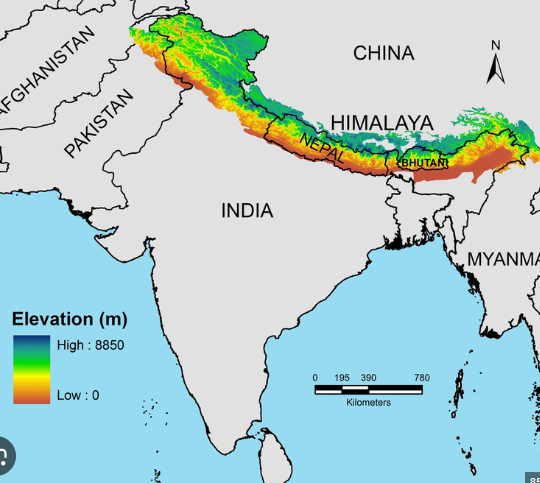 AFGHANISTAN
PAKISTAN
CHINA
N
HIMALAYA
NEPAL
BHUTAN
INDIA
MYANMA
Elevation (m)
High : 8850
Low : 0
0 195 390 780
Kilometers